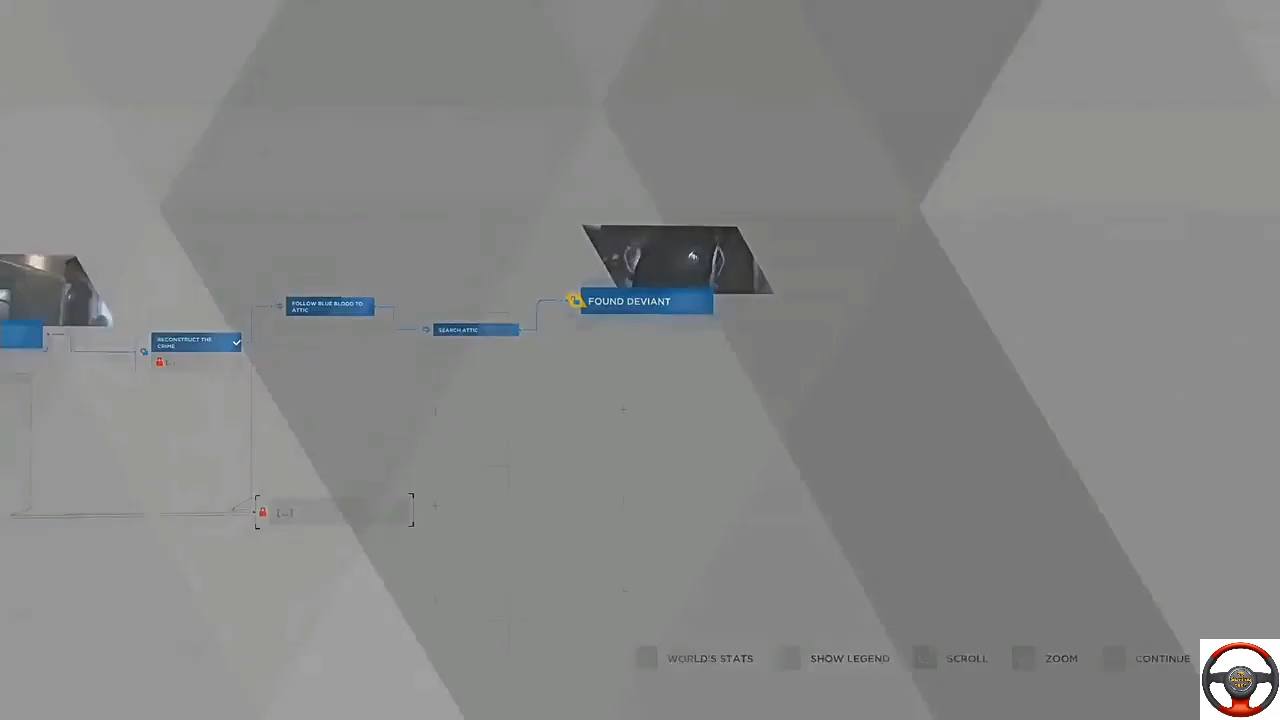 FOUND DEVIANT
FOLLOW BLUE BLOOD TO
ATTIC
SEARCH ATTIC
RECONSTRUCT THE
CRIME
[...]
[...]
WORLD'S STATS
SHOW LEGEND
SCROLL
ZOOM
CONTINUE